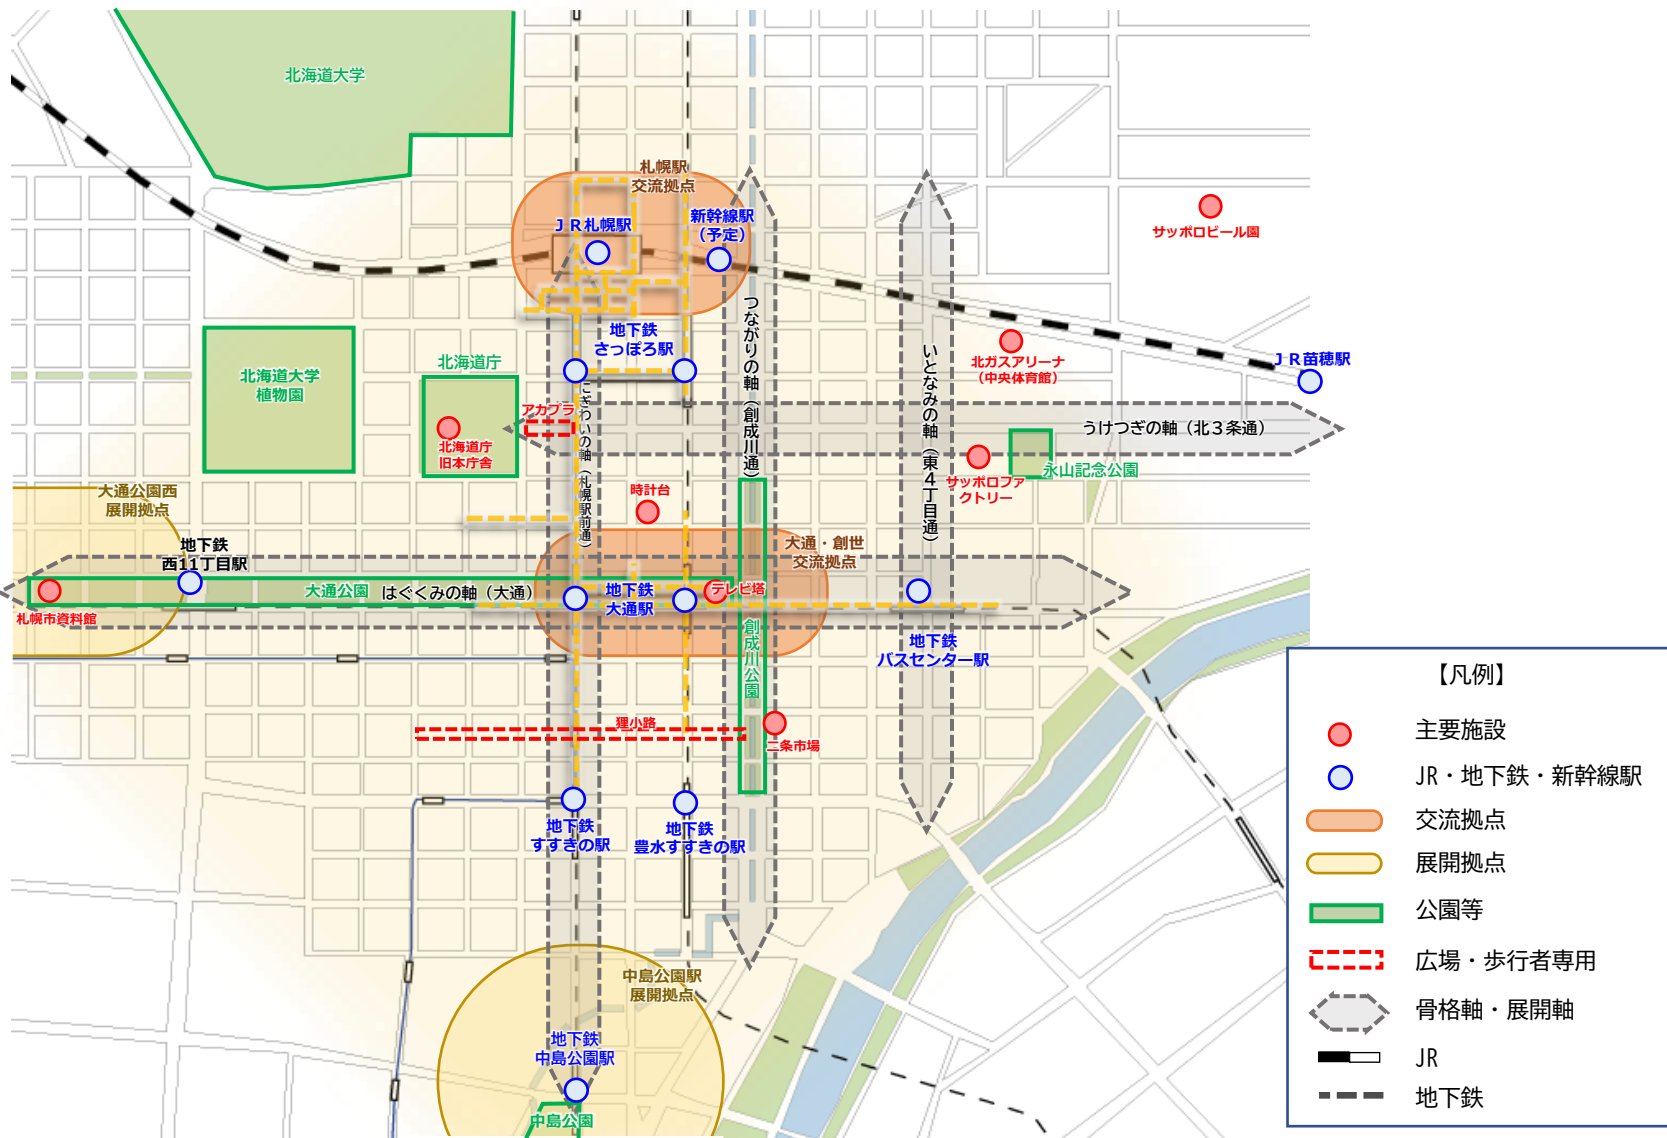 北海道大学
札幌駅
交流拠点
ＪＲ札幌駅
新幹線駅
（予定）
サッポロビール園
つながりの軸（創成川通）
地下鉄
さっぽろ駅
いとなみの軸（東４丁目通）
北ガスアリーナ
（中央体育館）
ＪＲ苗穂駅
北海道大学
植物園
北海道庁
アカプラ
にぎわいの軸（札幌駅前通）
北海道庁
旧本庁舎
うけつぎの軸（北３条通）
永山記念公園
サッポロファ
クトリー
大通公園西
展開拠点
時計台
地下鉄
西11丁目駅
大通・創世
交流拠点
大通公園
はぐくみの軸（大通）
地下鉄
大通駅
テレビ塔
札幌市資料館
創成川公園
地下鉄
バスセンター駅
狸小路
二条市場
地下鉄
すすきの駅
地下鉄
豊水すすきの駅
中島公園駅
展開拠点
地下鉄
中島公園駅
中島公園
【凡例】
主要施設
JR・地下鉄・新幹線駅
交流拠点
展開拠点
公園等
広場・歩行者専用
骨格軸・展開軸
JR
地下鉄